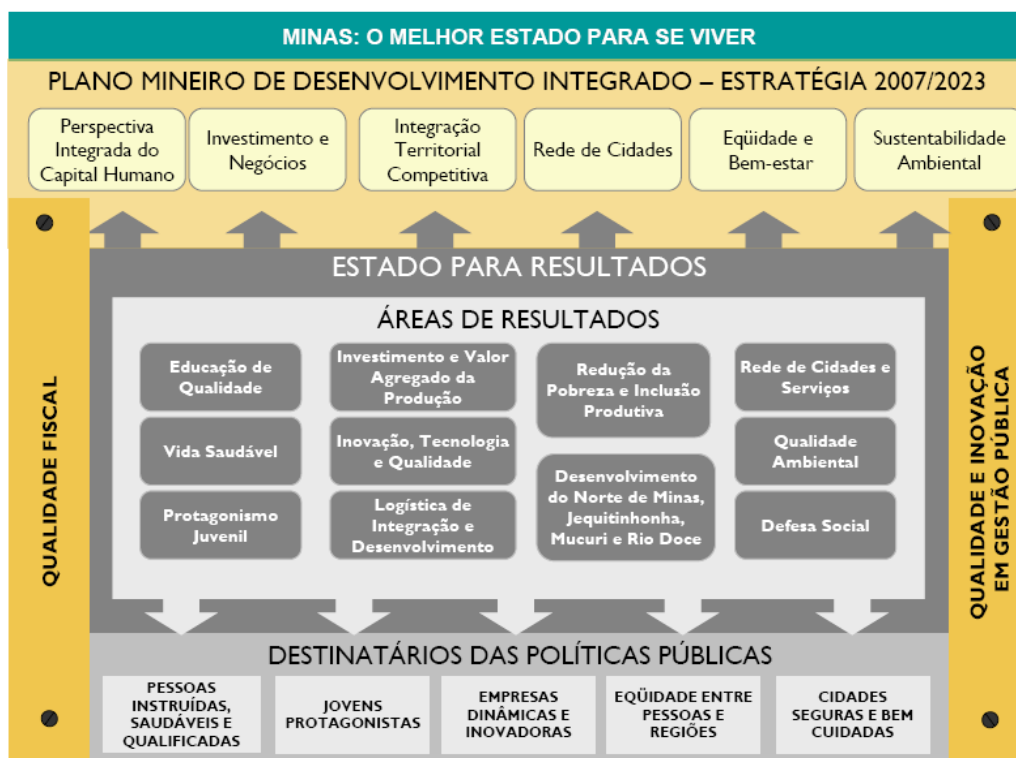 MINAS: O MELHOR ESTADO PARA SE VIVER
PLANO MINEIRO DE DESENVOLVIMENTO INTEGRADO – ESTRATÉGIA 2007/2023
Perspectiva
Integrada do
Capital Humano
Investimento e
Negócios
Integração
Territorial
Competitiva
Rede de Cidades
Eqüidade e
Bem-estar
Sustentabilidade
Ambiental
QUALIDADE FISCAL
ESTADO PARA RESULTADOS
ÁREAS DE RESULTADOS
Educação de
Qualidade
Vida Saudável
Protagonismo
Juvenil
Investimento e Valor
Agregado da
Produção
Inovação, Tecnologia
e Qualidade
Logística de
Integração e
Desenvolvimento
Redução da
Pobreza e Inclusão
Produtiva
Desenvolvimento
do Norte de Minas,
Jequitinhonha,
Mucuri e Rio Doce
Rede de Cidades e
Serviços
Qualidade
Ambiental
Defesa Social
QUALIDADE E INOVAÇÃO
EM GESTÃO PÚBLICA
DESTINATÁRIOS DAS POLÍTICAS PÚBLICAS
PESSOAS
INSTRUÍDAS,
SAUDÁVEIS E
QUALIFICADAS
JOVENS
PROTAGONISTAS
EMPRESAS
DINÂMICAS E
INOVADORAS
EQÜIDADE ENTRE
PESSOAS E
REGIÕES
CIDADES
SEGURAS E BEM
CUIDADAS